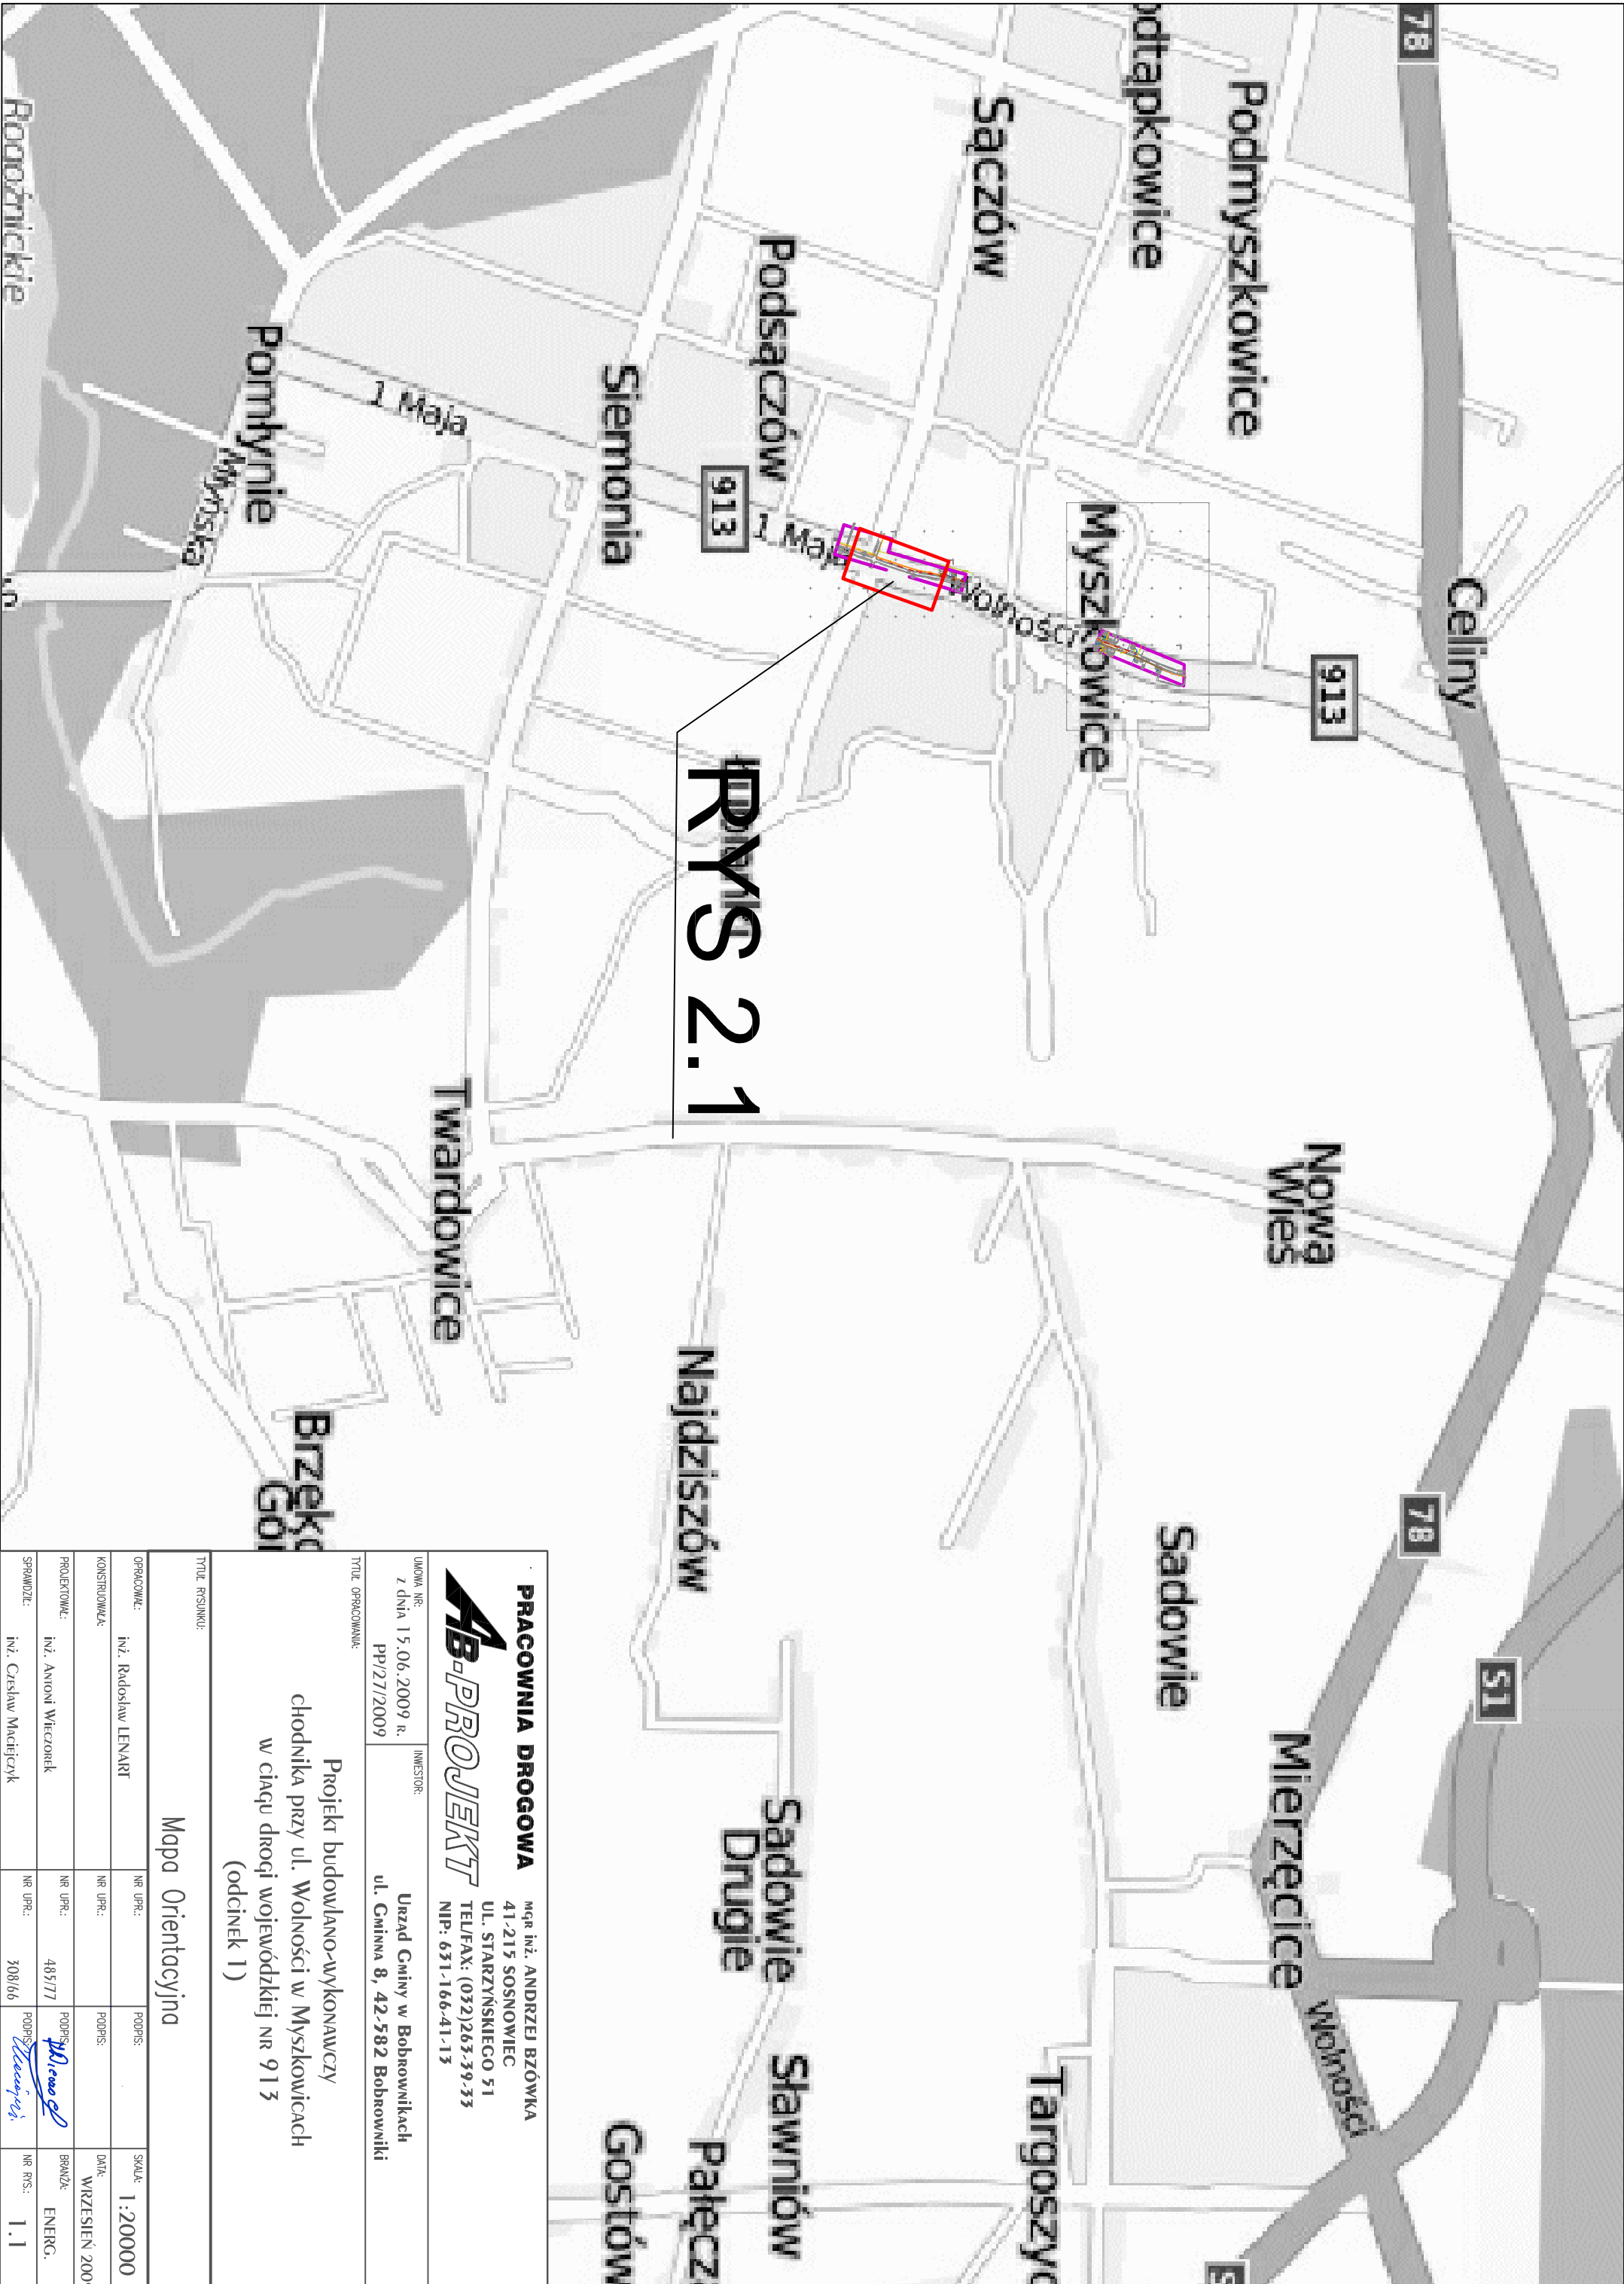 78
S1
78
Celiny
Podmyszkowice
913
Nowa
Wieś
Mierzęcice
Wolności
odtąpkowice
Myszkowice
Sadowie
Sączów
Wolności
Targoszyc
Podsączów
1 Maja
913
RYS 2.1
Najdziszów
Sadowie
Drugie
Sławniów
Siemonia
Gostów
1 Maja
Twardowice
Pomłynie
Młyńska
Brzęko
Gór
Rogoźnickie
PRACOWNIA DROGOWA
AB-PROJEKT
mgr inż. ANDRZEJ BZÓWKA
41-215 SOSNOWIEC
UL. STARZYŃSKIEGO 51
TEL/FAX: (032)263-39-33
NIP: 631-166-41-13
UMOWA NR:
z dnia 15.06.2009 r.
PP/27/2009
INWESTOR:
Urząd Gminy w Bobrownikach
ul. Gminna 8, 42-582 Bobrowniki
TYTUŁ OPRACOWANIA:
Projekt budowlano-wykonawczy
chodnika przy ul. Wolności w Myszkowicach
w ciągu drogi wojewódzkiej nr 913
(odcinek 1)
TYTUŁ RYSUNKU:
Mapa Orientacyjna
OPRACOWAŁ: inż. Radosław LENART NR UPR.: PODPIS: SKALA: 1:20000
KONSTRUOWAŁA: NR UPR.: PODPIS: DATA: WRZESIEŃ 200
PROJEKTOWAŁ: inż. Antoni Wieczorek NR UPR.: 485/77 PODPIS: BRANŻA: ENERG.
SPRAWDZIŁ: inż. Czesław Maciejczyk NR UPR.: 308/66 PODPIS: NR RYS.: 1.1